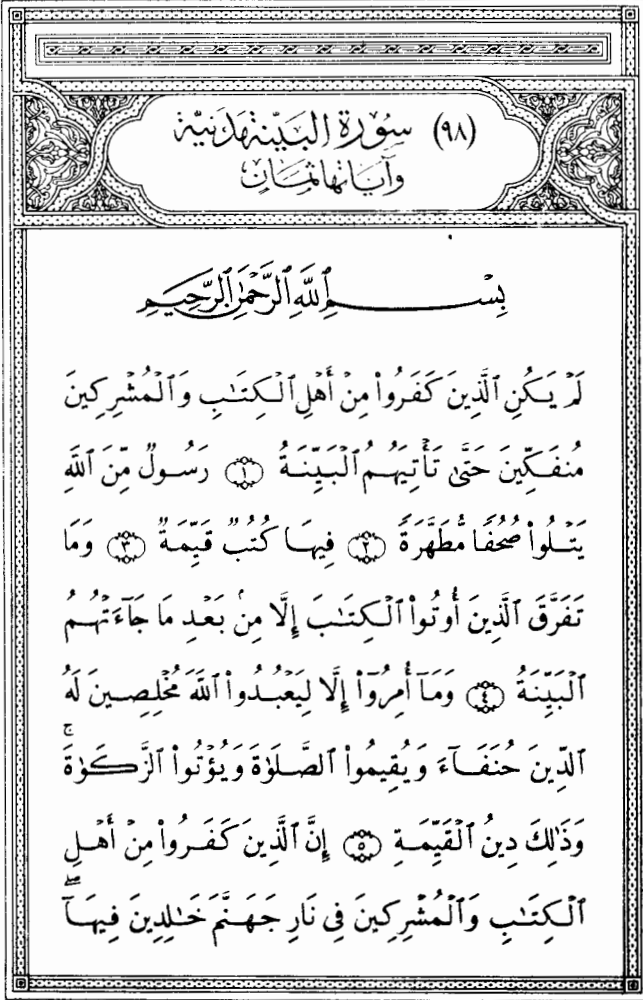 (٩٨) سُورَةُ البَيِّنَةِ مَدَنِيَّة
وَآيَاتُهَا ثَمَانٍ
بِسْمِ ٱللَّهِ ٱلرَّحْمَٰنِ ٱلرَّحِيمِ
لَمْ يَكُنِ ٱلَّذِينَ كَفَرُوا۟ مِنْ أَهْلِ ٱلْكِتَٰبِ وَٱلْمُشْرِكِينَ
مُنفَكِّينَ حَتَّىٰ تَأْتِيَهُمُ ٱلْبَيِّنَةُ ﴿١﴾ رَسُولٌ مِّنَ ٱللَّهِ
يَتْلُوا۟ صُحُفًا مُّطَهَّرَةً ﴿٢﴾ فِيهَا كُتُبٌ قَيِّمَةٌ ﴿٣﴾ وَمَا
تَفَرَّقَ ٱلَّذِينَ أُوتُوا۟ ٱلْكِتَٰبَ إِلَّا مِنۢ بَعْدِ مَا جَآءَتْهُمُ
ٱلْبَيِّنَةُ ﴿٤﴾ وَمَآ أُمِرُوٓا۟ إِلَّا لِيَعْبُدُوا۟ ٱللَّهَ مُخْلِصِينَ لَهُ
ٱلدِّينَ حُنَفَآءَ وَيُقِيمُوا۟ ٱلصَّلَوٰةَ وَيُؤْتُوا۟ ٱلزَّكَوٰةَ ۚ
وَذَٰلِكَ دِينُ ٱلْقَيِّمَةِ ﴿٥﴾ إِنَّ ٱلَّذِينَ كَفَرُوا۟ مِنْ أَهْلِ
ٱلْكِتَٰبِ وَٱلْمُشْرِكِينَ فِى نَارِ جَهَنَّمَ خَٰلِدِينَ فِيهَآ ۖ